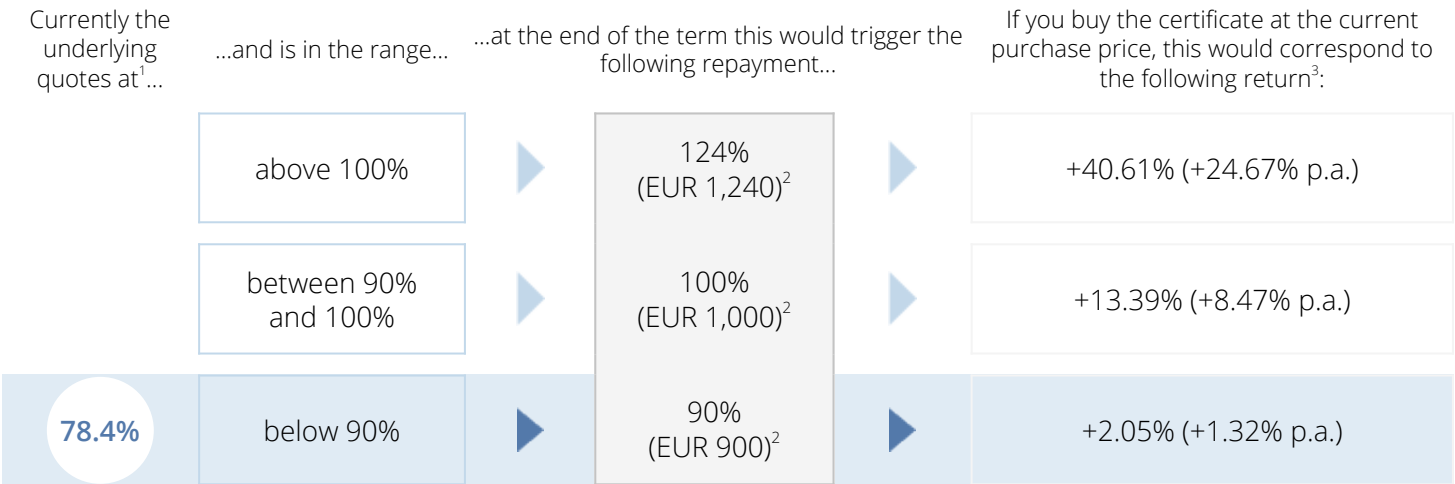 Currently the
underlying
quotes at¹...
...and is in the range...
...at the end of the term this would trigger the
following repayment...
If you buy the certificate at the current
purchase price, this would correspond to
the following return³:
above 100%
124%
(EUR 1,240)²
+40.61% (+24.67% p.a.)
between 90%
and 100%
100%
(EUR 1,000)²
+13.39% (+8.47% p.a.)
78.4%
below 90%
90%
(EUR 900)²
+2.05% (+1.32% p.a.)